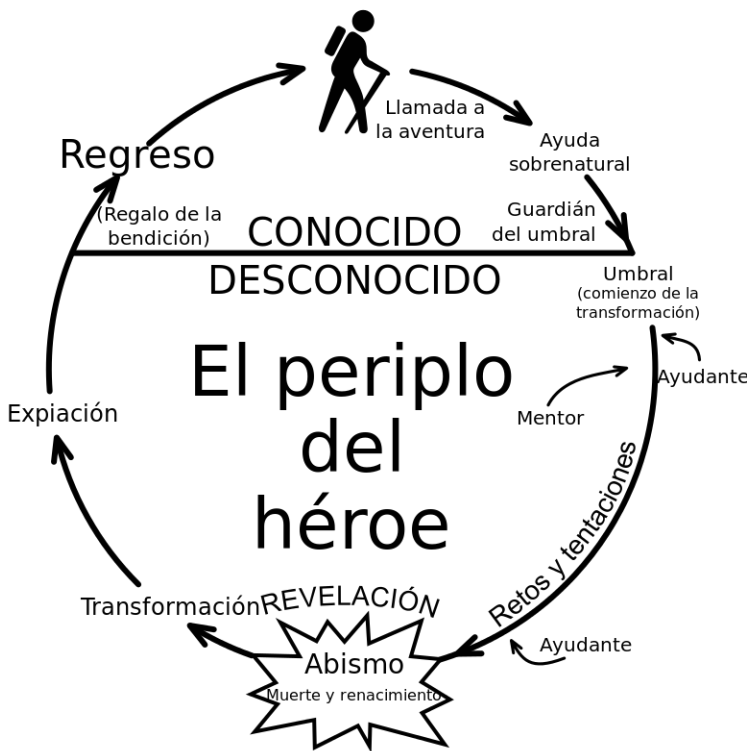 Llamada a
la aventura
Ayuda
sobrenatural
Regreso
(Regalo de la
bendición)
CONOCIDO
Guardián
del umbral
DESCONOCIDO
Umbral
(comienzo de la
transformación)
El periplo
del
héroe
Ayudante
Mentor
Expiación
Retos y tentaciones
Transformación
REVELACIÓN
Ayudante
Abismo
Muerte y renacimiento